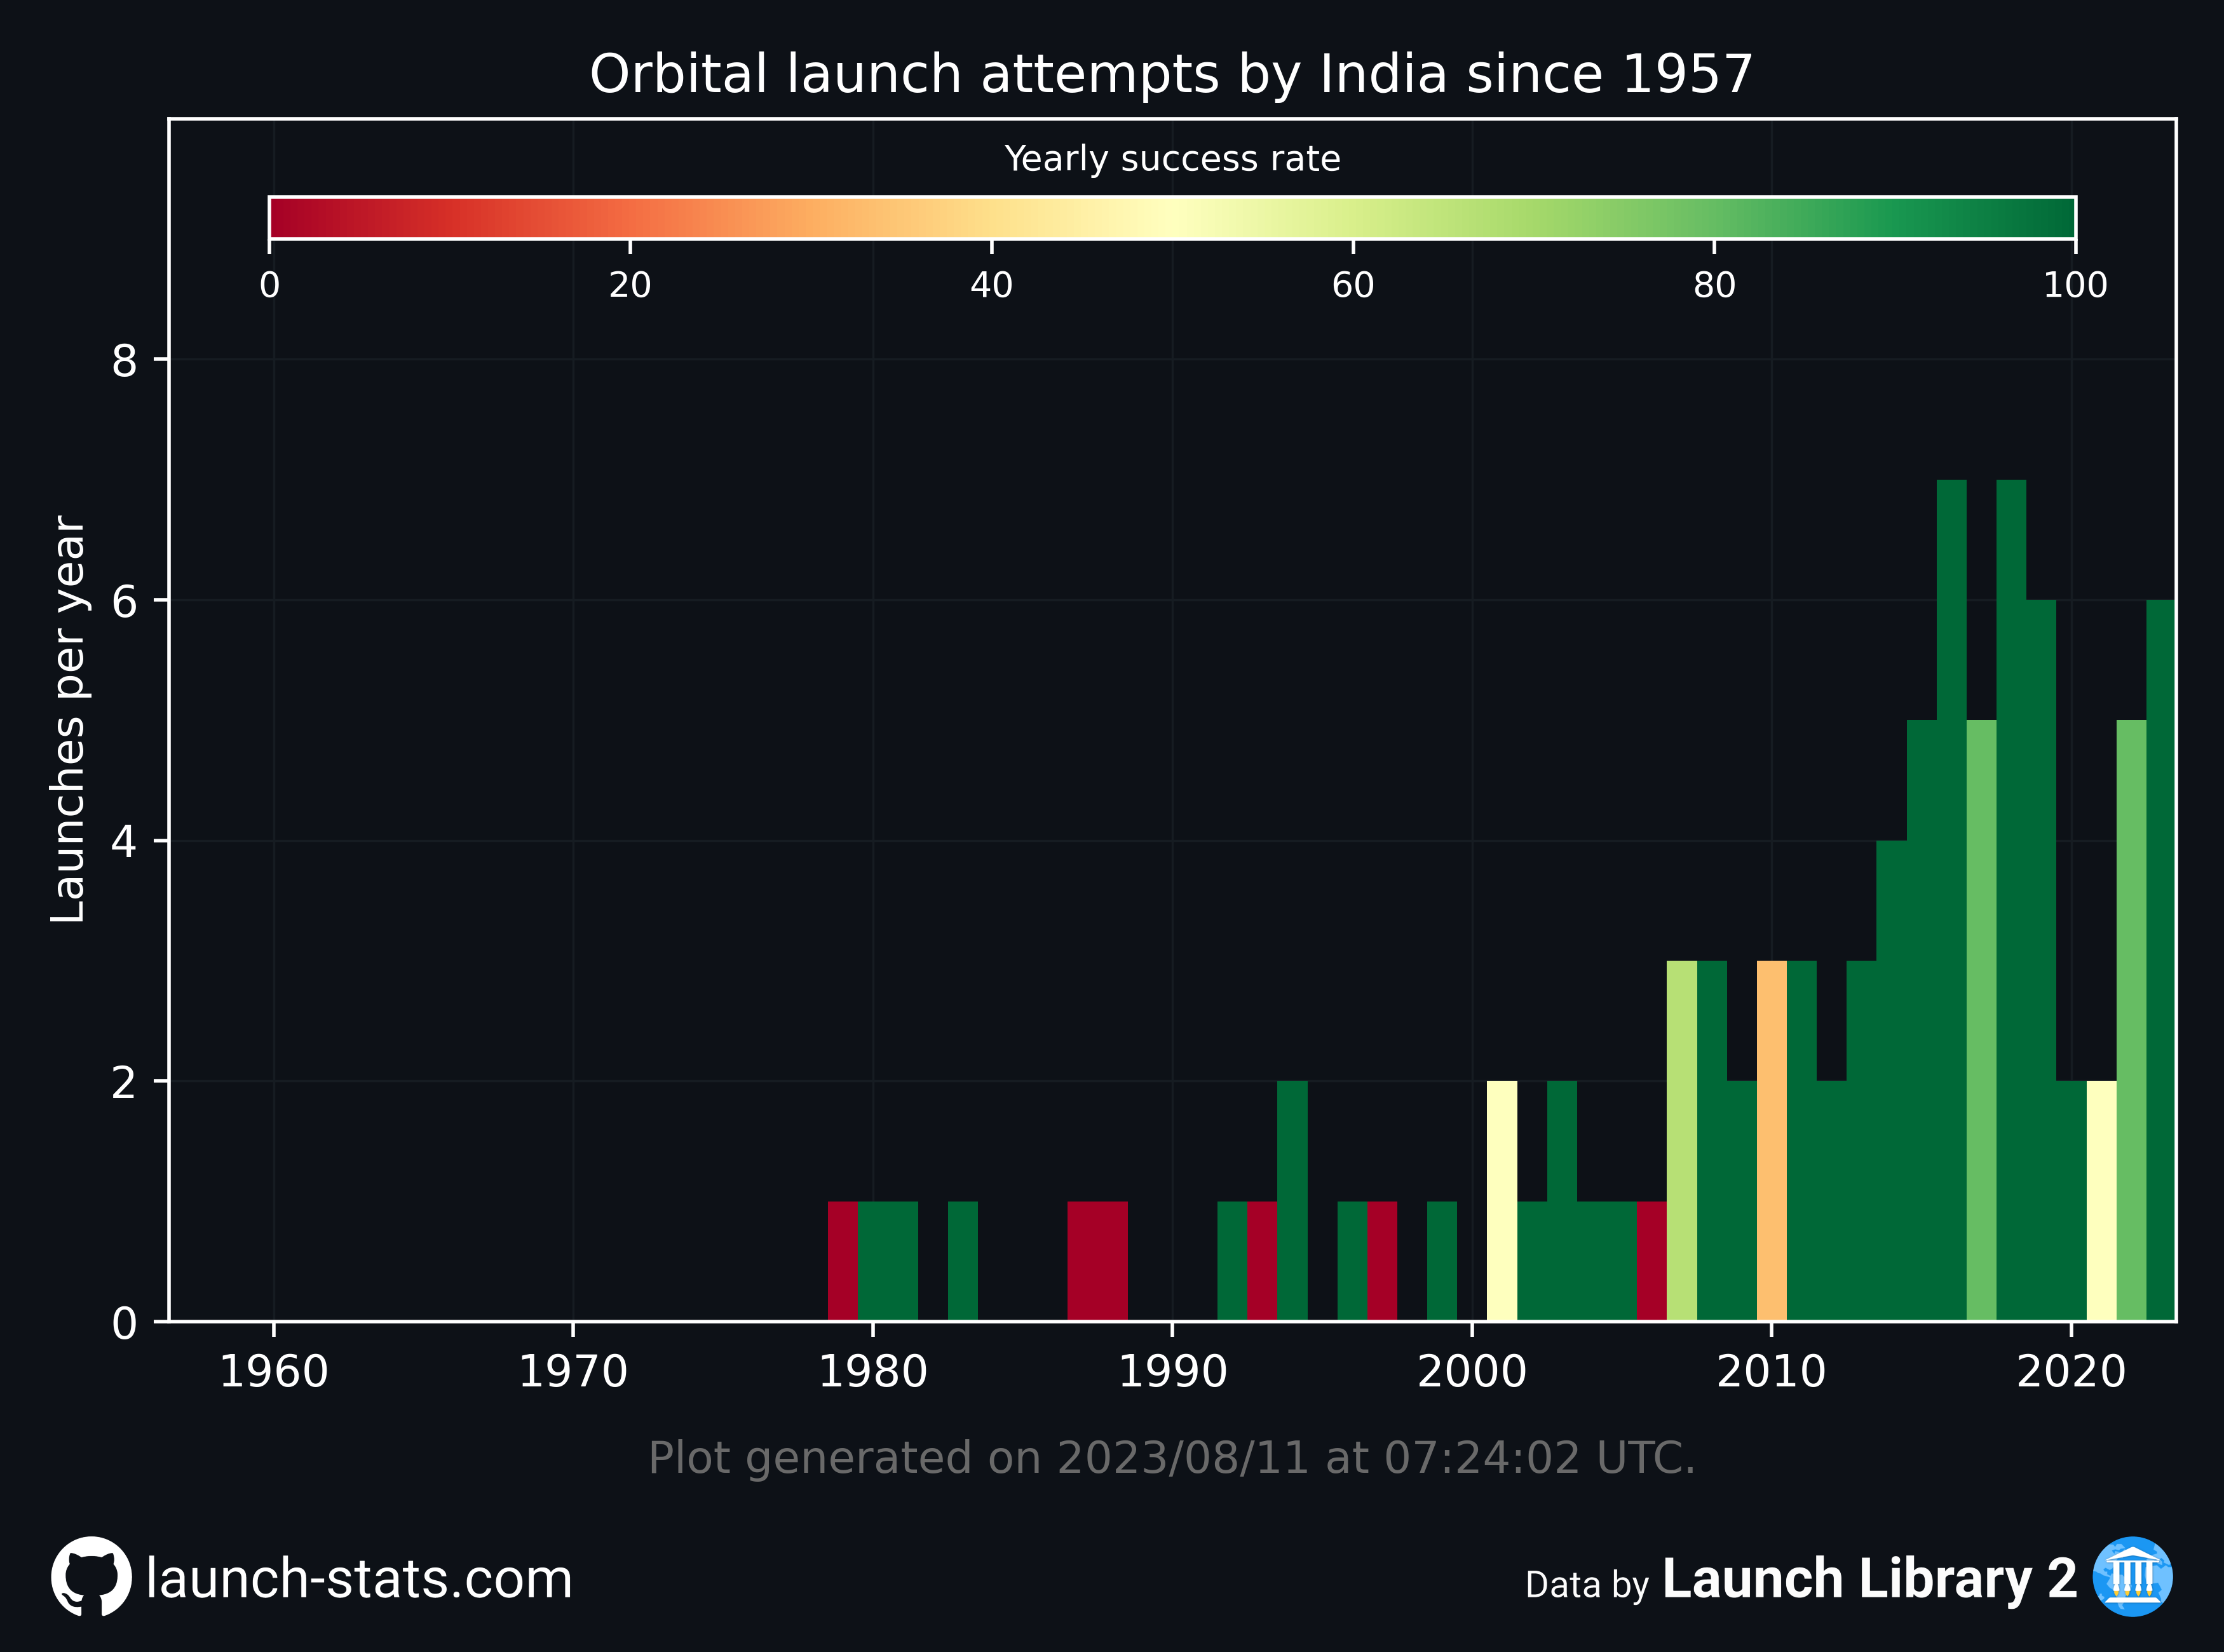 Orbital launch attempts by India since 1957
Yearly success rate
0 20 40 60 80 100
8
6
4
2
0
Launches per year
1960 1970 1980 1990 2000 2010 2020
Plot generated on 2023/08/11 at 07:24:02 UTC.
launch-stats.com
Data by Launch Library 2